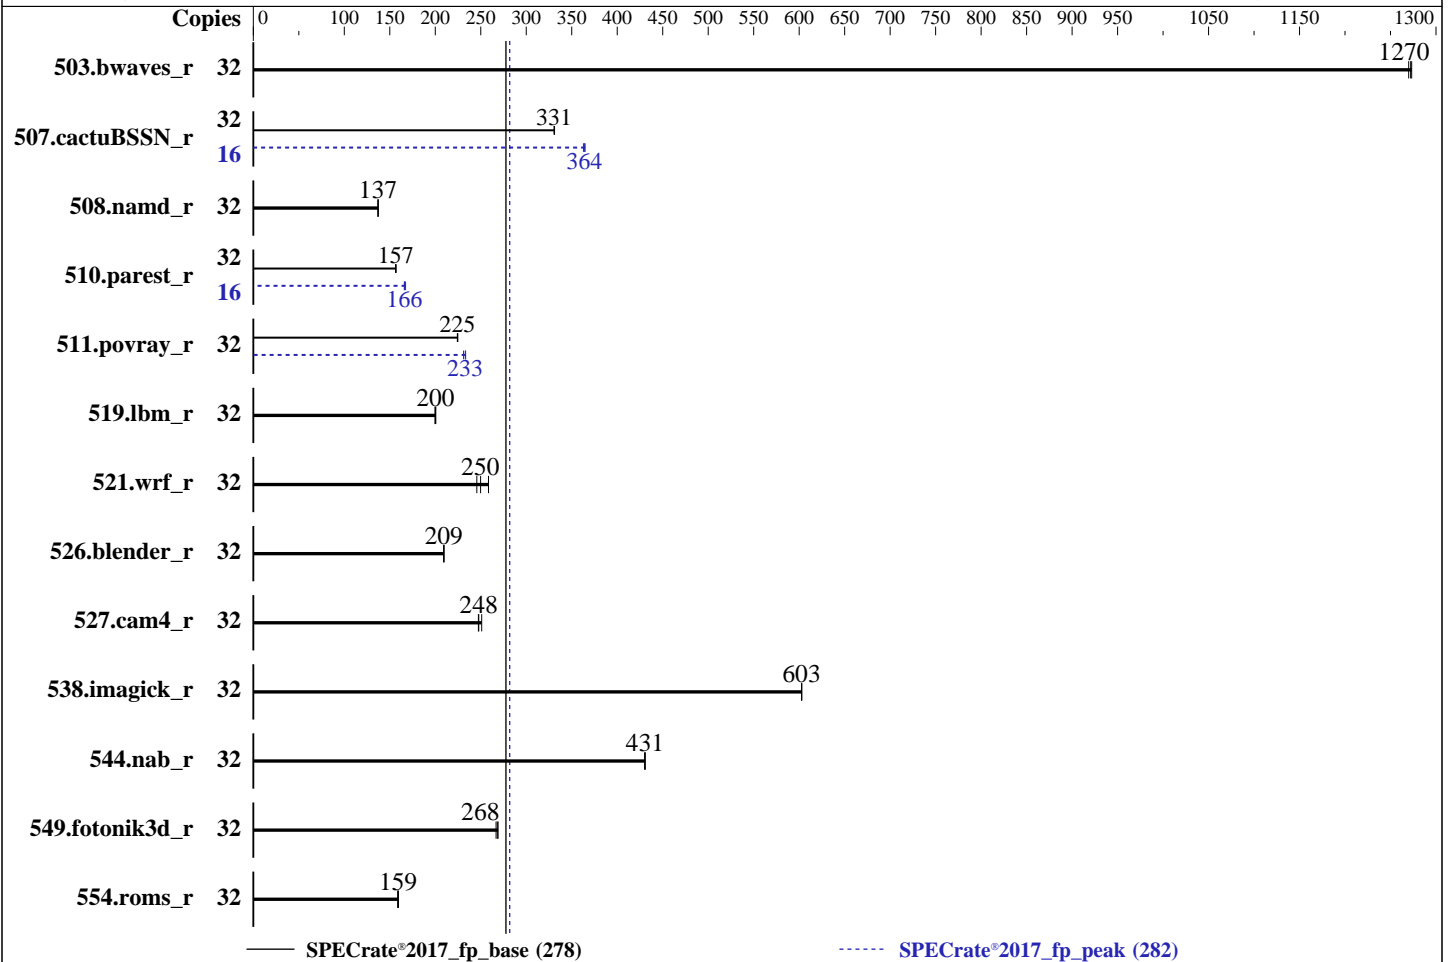 Copies 0 100 150 200 250 300 350 400 450 500 550 600 650 700 750 800 850 900 950 1050 1150 1300
503.bwaves_r 32 1270
507.cactuBSSN_r 32 331
16 364
508.namd_r 32 137
510.parest_r 32 157
16 166
511.povray_r 32 225
233
519.lbm_r 32 200
521.wrf_r 32 250
526.blender_r 32 209
527.cam4_r 32 248
538.imagick_r 32 603
544.nab_r 32 431
549.fotonik3d_r 32 268
554.roms_r 32 159
SPECrate®2017_fp_base (278) SPECrate®2017_fp_peak (282)